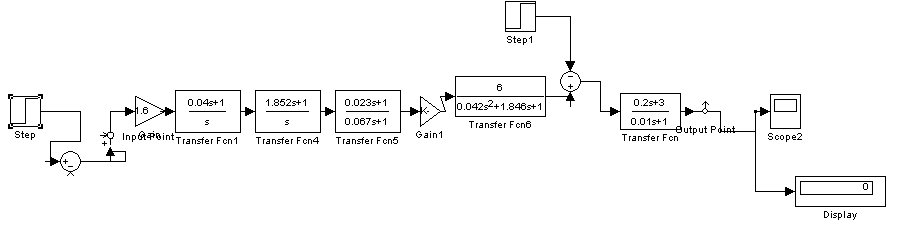 Step1
-
+
6
0.042s²+1.846s+1
Transfer Fcn6
Step
1.6
Gain
Input Point
+
+
-
0.04s+1
s
Transfer Fcn1
1.852s+1
s
Transfer Fcn4
0.023s+1
0.067s+1
Transfer Fcn5
K-
Gain1
0.2s+3
0.01s+1
Transfer Fcn
Output Point
Scope2
0
Display